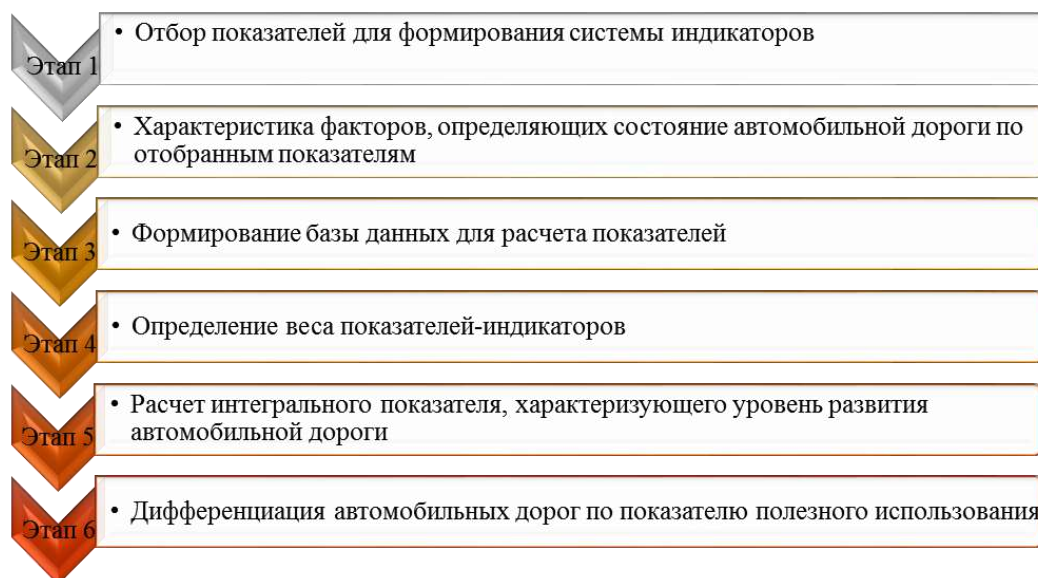 Этап 1
• Отбор показателей для формирования системы индикаторов
Этап 2
• Характеристика факторов, определяющих состояние автомобильной дороги по
отобранным показателям
Этап 3
• Формирование базы данных для расчета показателей
Этап 4
• Определение веса показателей-индикаторов
Этап 5
• Расчет интегрального показателя, характеризующего уровень развития
автомобильной дороги
Этап 6
• Дифференциация автомобильных дорог по показателю полезного использования